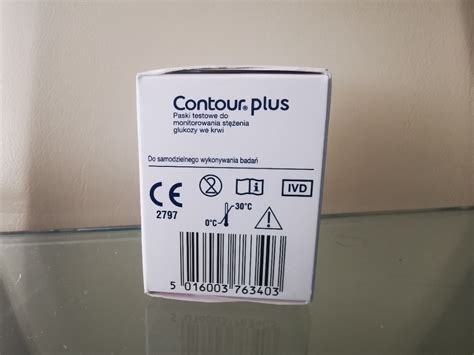 Contour® plus
Paski testowe do
monitorowania stężenia
glukozy we krwi
Do samodzielnego wykonywania badań
CE
2797
2
i
IVD
30°C
0°C
5 016003 763403